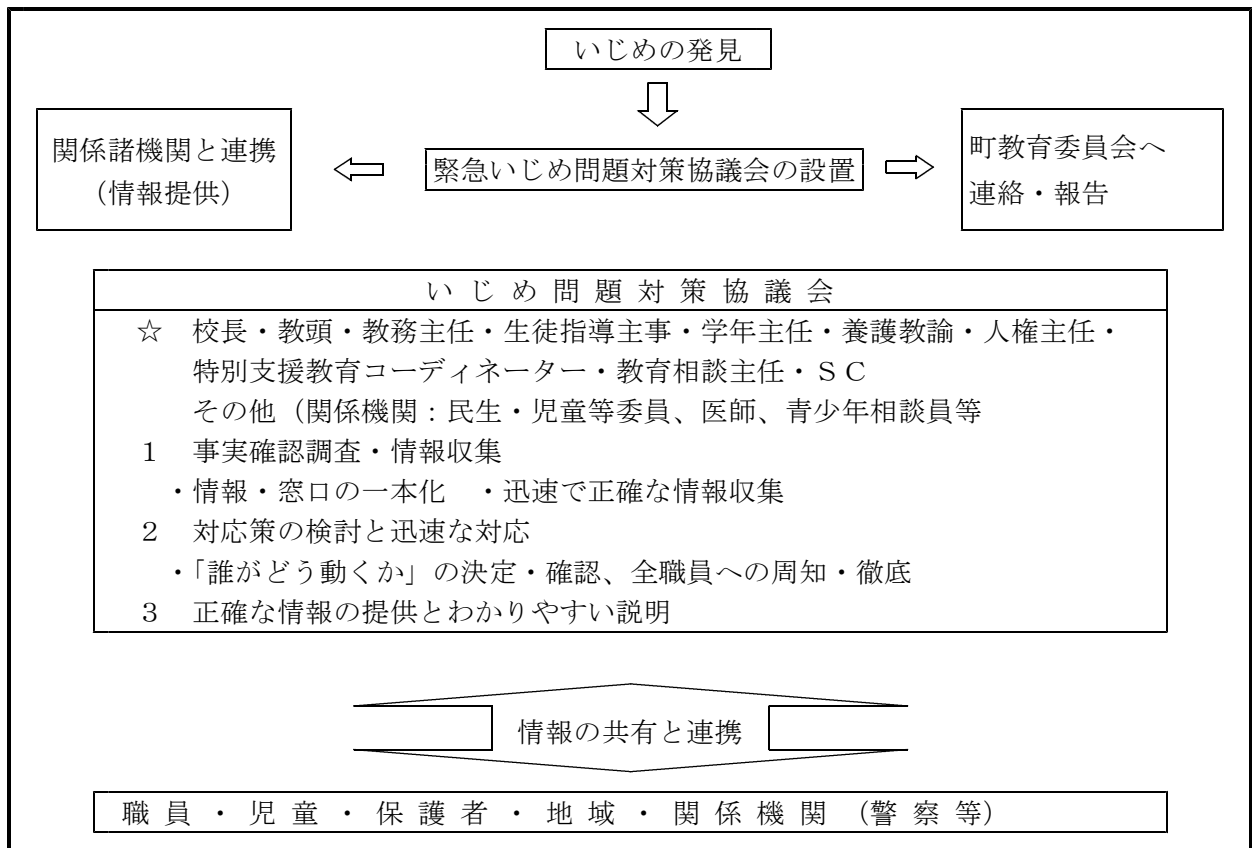 いじめの発見
関係諸機関と連携
(情報提供)
緊急いじめ問題対策協議会の設置
町教育委員会へ
連絡・報告
いじめ問題対策協議会
☆ 校長・教頭・教務主任・生徒指導主事・学年主任・養護教諭・人権主任・
特別支援教育コーディネーター・教育相談主任・SC
その他(関係機関:民生・児童等委員、医師、青少年相談員等
1 事実確認調査・情報収集
・情報・窓口の一本化 ・迅速で正確な情報収集
2 対応策の検討と迅速な対応
・「誰がどう動くか」の決定・確認、全職員への周知・徹底
3 正確な情報の提供とわかりやすい説明
情報の共有と連携
職員・児童・保護者・地域・関係機関(警察等)